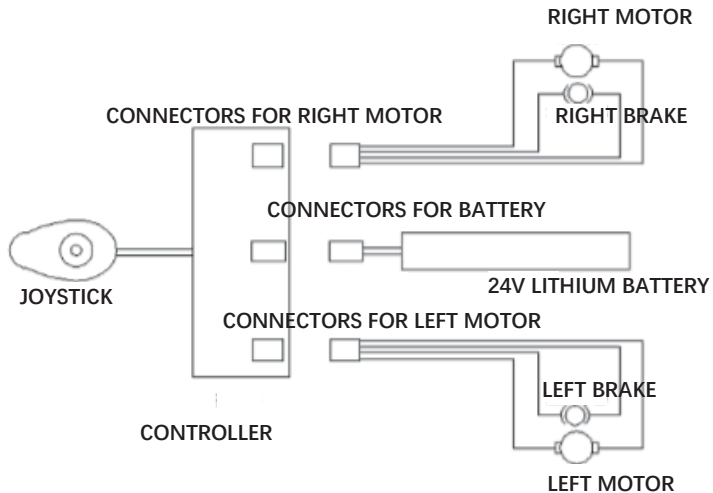 RIGHT MOTOR
CONNECTORS FOR RIGHT MOTOR
RIGHT BRAKE
CONNECTORS FOR BATTERY
JOYSTICK
24V LITHIUM BATTERY
CONNECTORS FOR LEFT MOTOR
LEFT BRAKE
CONTROLLER
LEFT MOTOR